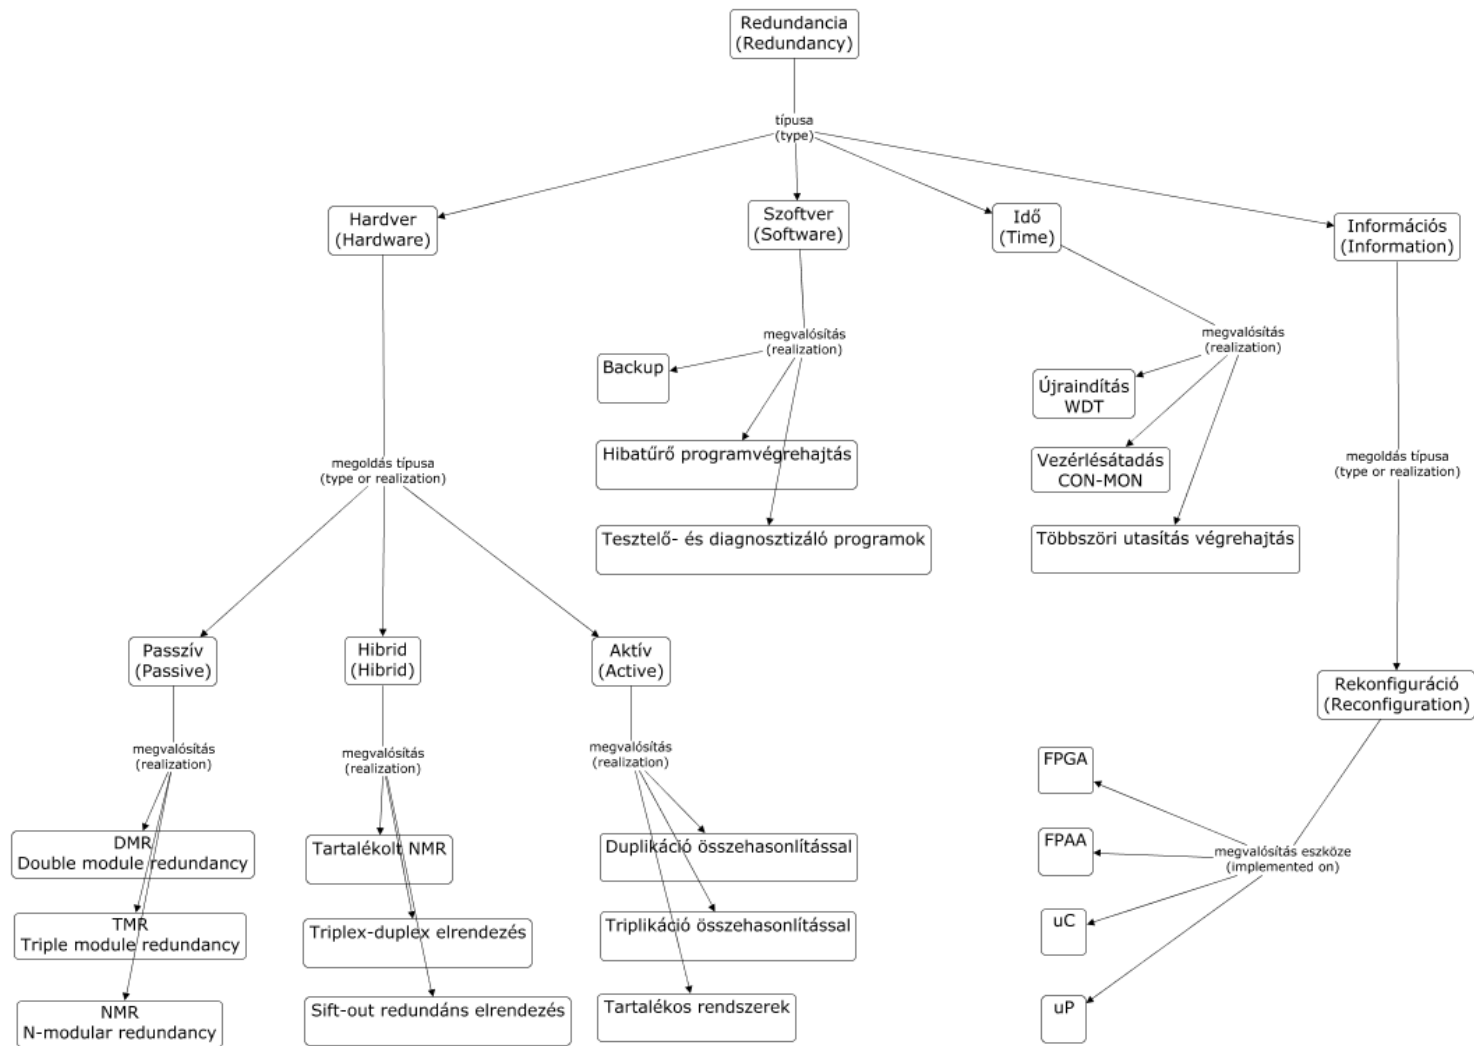 Redundancia
(Redundancy)
típusa
(type)
Hardver
(Hardware)
Szoftver
(Software)
Idő
(Time)
Információs
(Information)
megvalósítás
(realization)
Backup
Hibatűrő programvégrehajtás
Tesztelő- és diagnosztizáló programok
megvalósítás
(realization)
Újraindítás
WDT
Vezérlésátadás
CON-MON
Többszöri utasítás végrehajtás
megoldás típusa
(type or realization)
megoldás típusa
(type or realization)
Passzív
(Passive)
Hibrid
(Hibrid)
Aktív
(Active)
Rekonfiguráció
(Reconfiguration)
megvalósítás
(realization)
DMR
Double module redundancy
TMR
Triple module redundancy
NMR
N-modular redundancy
megvalósítás
(realization)
Tartalékolt NMR
Triplex-duplex elrendezés
Sift-out redundáns elrendezés
megvalósítás
(realization)
Duplikáció összehasonlítással
Triplikáció összehasonlítással
Tartalékos rendszerek
megvalósítás eszköze
(implemented on)
FPGA
FPAA
uC
uP